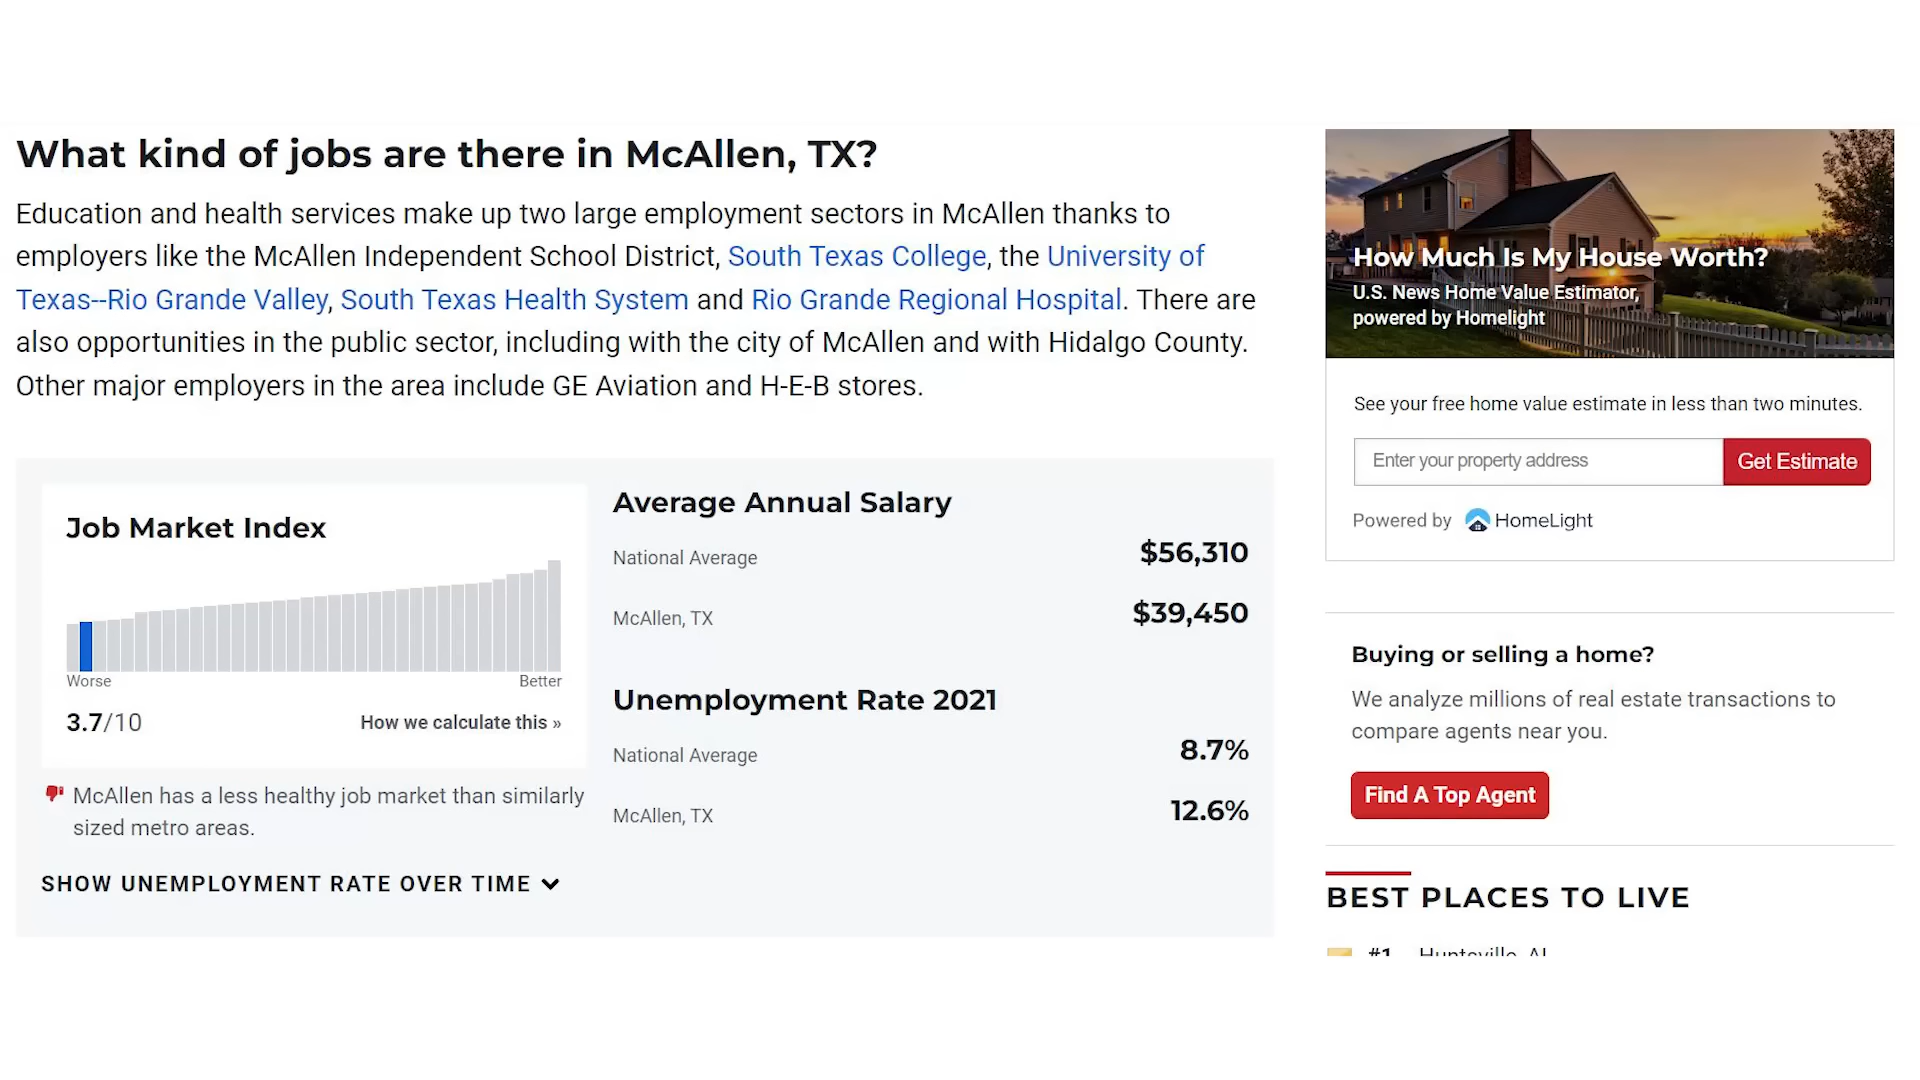 What kind of jobs are there in McAllen, TX?
Education and health services make up two large employment sectors in McAllen thanks to
employers like the McAllen Independent School District, South Texas College, the University of
Texas--Rio Grande Valley, South Texas Health System and Rio Grande Regional Hospital. There are
also opportunities in the public sector, including with the city of McAllen and with Hidalgo County.
Other major employers in the area include GE Aviation and H-E-B stores.
Job Market Index
Worse
Better
3.7/10
How we calculate this »
McAllen has a less healthy job market than similarly
sized metro areas.
SHOW UNEMPLOYMENT RATE OVER TIME
Average Annual Salary
National Average
$56,310
McAllen, TX
$39,450
Unemployment Rate 2021
National Average
8.7%
McAllen, TX
12.6%
How Much Is My House Worth?
U.S. News Home Value Estimator,
powered by Homelight
See your free home value estimate in less than two minutes.
Enter your property address
Get Estimate
Powered by HomeLight
Buying or selling a home?
We analyze millions of real estate transactions to
compare agents near you.
Find A Top Agent
BEST PLACES TO LIVE
#1 Huntsville, AL